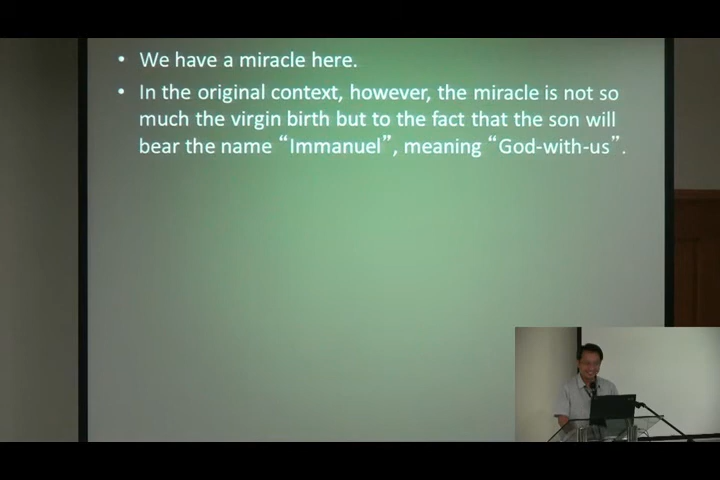 • We have a miracle here.
• In the original context, however, the miracle is not so
much the virgin birth but to the fact that the son will
bear the name “Immanuel”, meaning “God-with-us”.